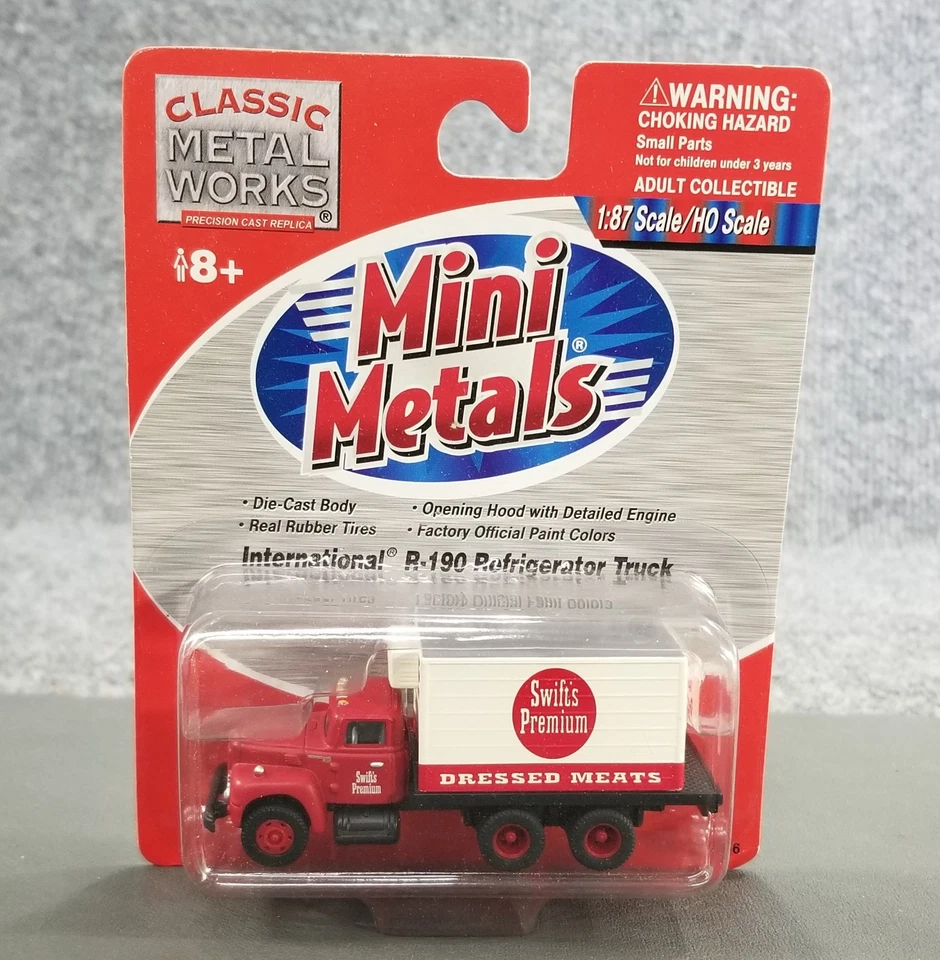 CLASSIC
METAL
WORKS®
PRECISION CAST REPLICA
8+
⚠WARNING:
CHOKING HAZARD
Small Parts
Not for children under 3 years
ADULT COLLECTIBLE
1:87 Scale/HO Scale
Mini
Metals®
• Die-Cast Body
• Real Rubber Tires
• Opening Hood with Detailed Engine
• Factory Official Paint Colors
International® R-190 Refrigerator Truck
Swift's
Premium
DRESSED MEATS
Swift's
Premium
6